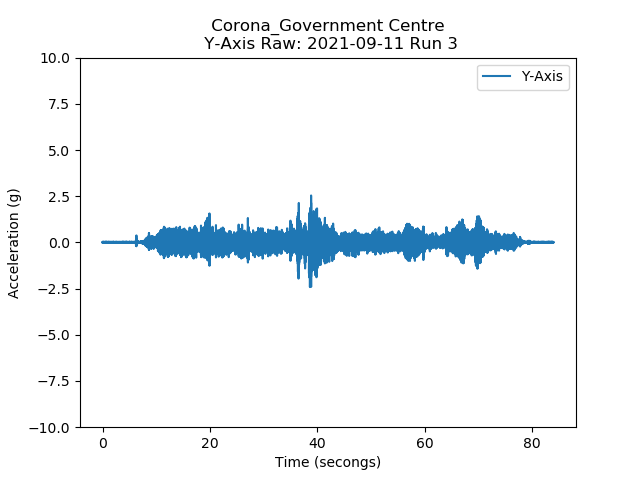 Corona_Government Centre
Y-Axis Raw: 2021-09-11 Run 3
Y-Axis
10.0
7.5
5.0
2.5
0.0
−2.5
−5.0
−7.5
−10.0
Acceleration (g)
0 20 40 60 80
Time (secongs)